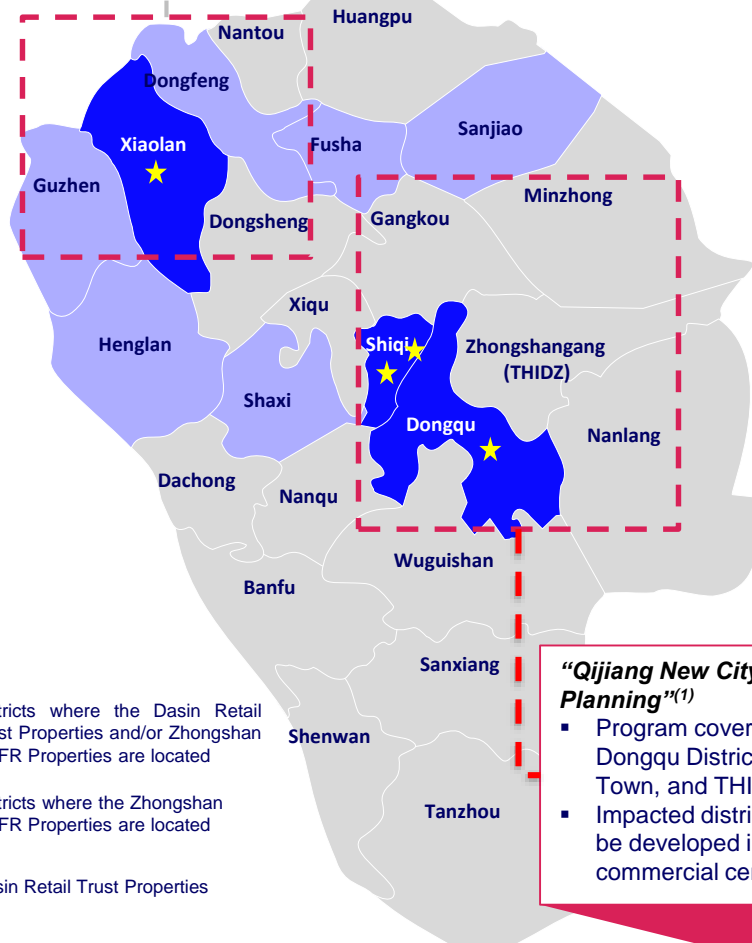 Huangpu
Nantou
Dongfeng
Sanjiao
Xiaolan
Fusha
Guzhen
Minzhong
Dongsheng
Gangkou
Xiqu
Henglan
Shiqi
Zhongshangang
(THIDZ)
Shaxi
Dongqu
Nanlang
Dachong
Nanqu
Wuguishan
Banfu
Sanxiang
Shenwan
Tanzhou
tricts where the Dasin Retail
st Properties and/or Zhongshan
FR Properties are located
tricts where the Zhongshan
FR Properties are located
sin Retail Trust Properties
“Qijiang New City
Planning”(1)
▪ Program cover
Dongqu Distric
Town, and THI
▪ Impacted distri
be developed i
commercial cer